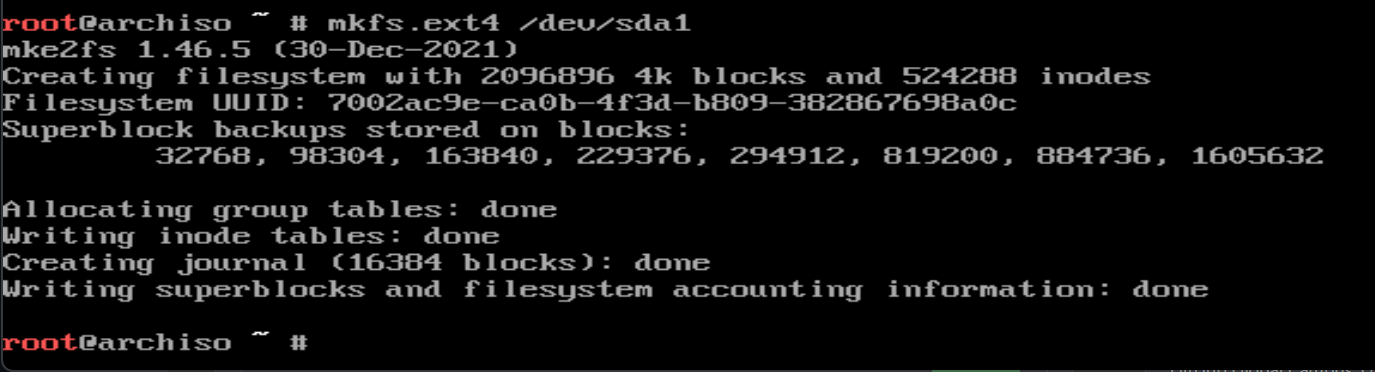 root@archiso ~ # mkfs.ext4 /dev/sda1
mke2fs 1.46.5 (30-Dec-2021)
Creating filesystem with 2096896 4k blocks and 524288 inodes
Filesystem UUID: 7002ac9e-ca0b-4f3d-b809-382867698a0c
Superblock backups stored on blocks:
32768, 98304, 163840, 229376, 294912, 819200, 884736, 1605632
Allocating group tables: done
Writing inode tables: done
Creating journal (16384 blocks): done
Writing superblocks and filesystem accounting information: done
root@archiso ~ #